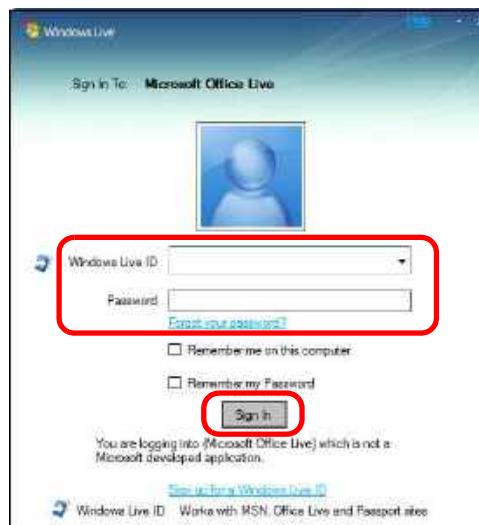 Windows Live
Sign In To: Microsoft Office Live
Windows Live ID
Password
Forgot your password?
Remember me on this computer
Remember my Password
Sign In
You are logging into (Microsoft Office Live) which is not a
Microsoft developed application.
Sign up for a Windows Live ID
Windows Live ID Works with MSN, Office Live and Passport sites